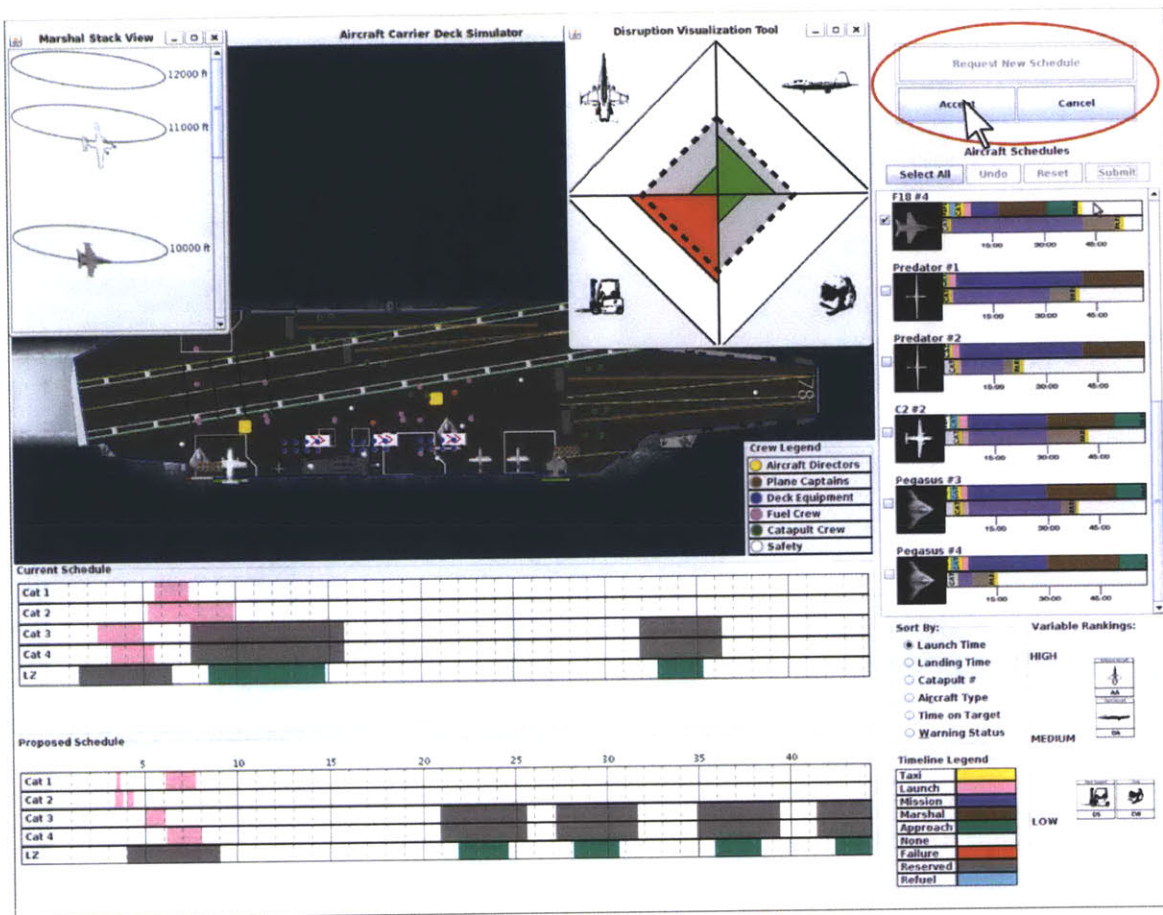 Marshal Stack View
12000 ft
11000 ft
10000 ft
Aircraft Carrier Deck Simulator
Disruption Visualization Tool
Request New Schedule
Accept
Cancel
Aircraft Schedules
Select All
Undo
Reset
Submit
F18 #4
15:00 30:00 45:00
Predator #1
15:00 30:00 45:00
Predator #2
15:00 30:00 45:00
C2 #2
15:00 30:00 45:00
Pegasus #3
15:00 30:00 45:00
Pegasus #4
15:00 30:00 45:00
78
Crew Legend
Aircraft Directors
Plane Captains
Deck Equipment
Fuel Crew
Catapult Crew
Safety
Current Schedule
Cat 1
Cat 2
Cat 3
Cat 4
LZ
Proposed Schedule
5 10 15 20 25 30 35 40
Cat 1
Cat 2
Cat 3
Cat 4
LZ
Sort By:
Launch Time
Landing Time
Catapult #
Aircraft Type
Time on Target
Warning Status
Variable Rankings:
HIGH
AA
OA
MEDIUM
DS
CW
LOW
Timeline Legend
Taxi
Launch
Mission
Marshal
Approach
None
Failure
Reserved
Refuel